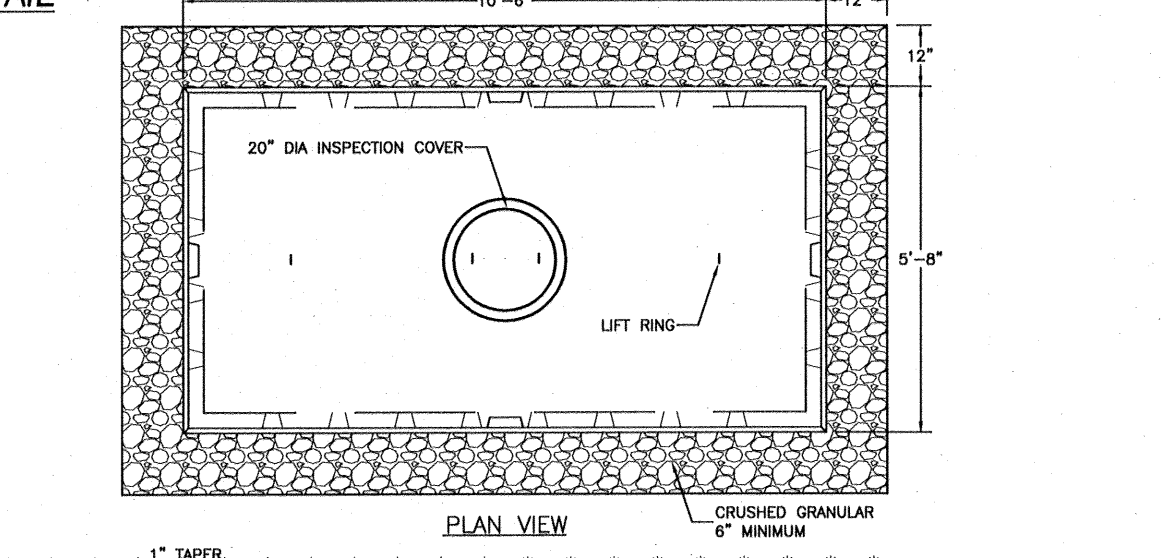 10'-6"
12"
12"
20" DIA INSPECTION COVER
5'-8"
LIFT RING
CRUSHED GRANULAR
6" MINIMUM
PLAN VIEW
1" TAPER